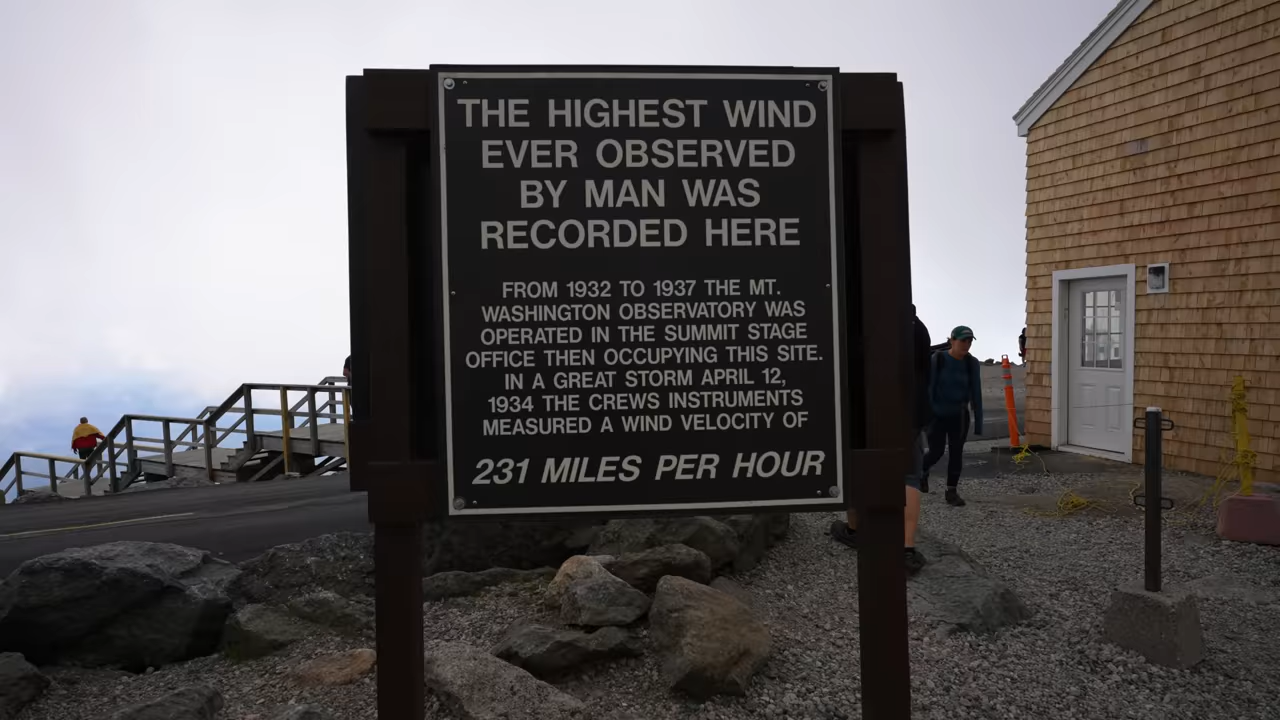 THE HIGHEST WIND
EVER OBSERVED
BY MAN WAS
RECORDED HERE
FROM 1932 TO 1937 THE MT.
WASHINGTON OBSERVATORY WAS
OPERATED IN THE SUMMIT STAGE
OFFICE THEN OCCUPYING THIS SITE.
IN A GREAT STORM APRIL 12,
1934 THE CREWS INSTRUMENTS
MEASURED A WIND VELOCITY OF
231 MILES PER HOUR